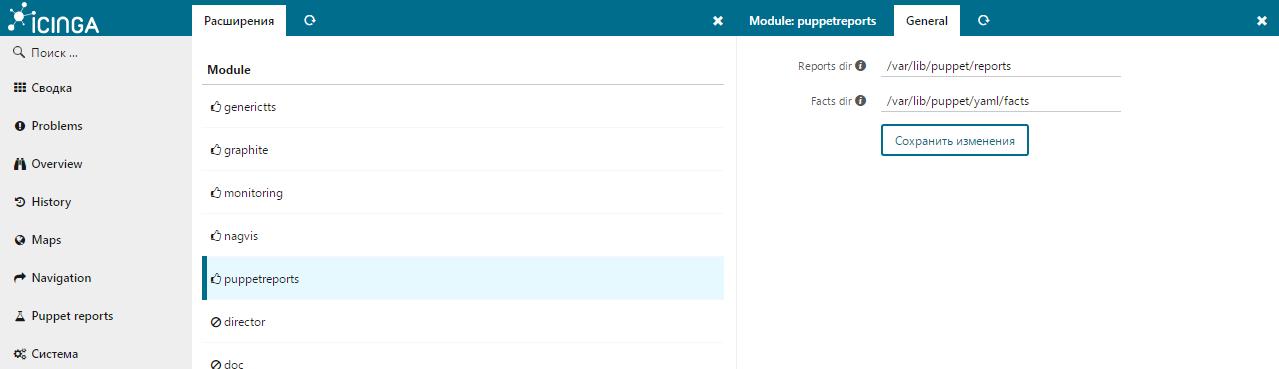 ICINGA
Поиск ...
Сводка
Problems
Overview
History
Maps
Navigation
Puppet reports
Система
Расширения
Module
generictts
graphite
monitoring
nagvis
puppetreports
director
doc
Module: puppetreports General
Reports dir /var/lib/puppet/reports
Facts dir /var/lib/puppet/yaml/facts
Сохранить изменения